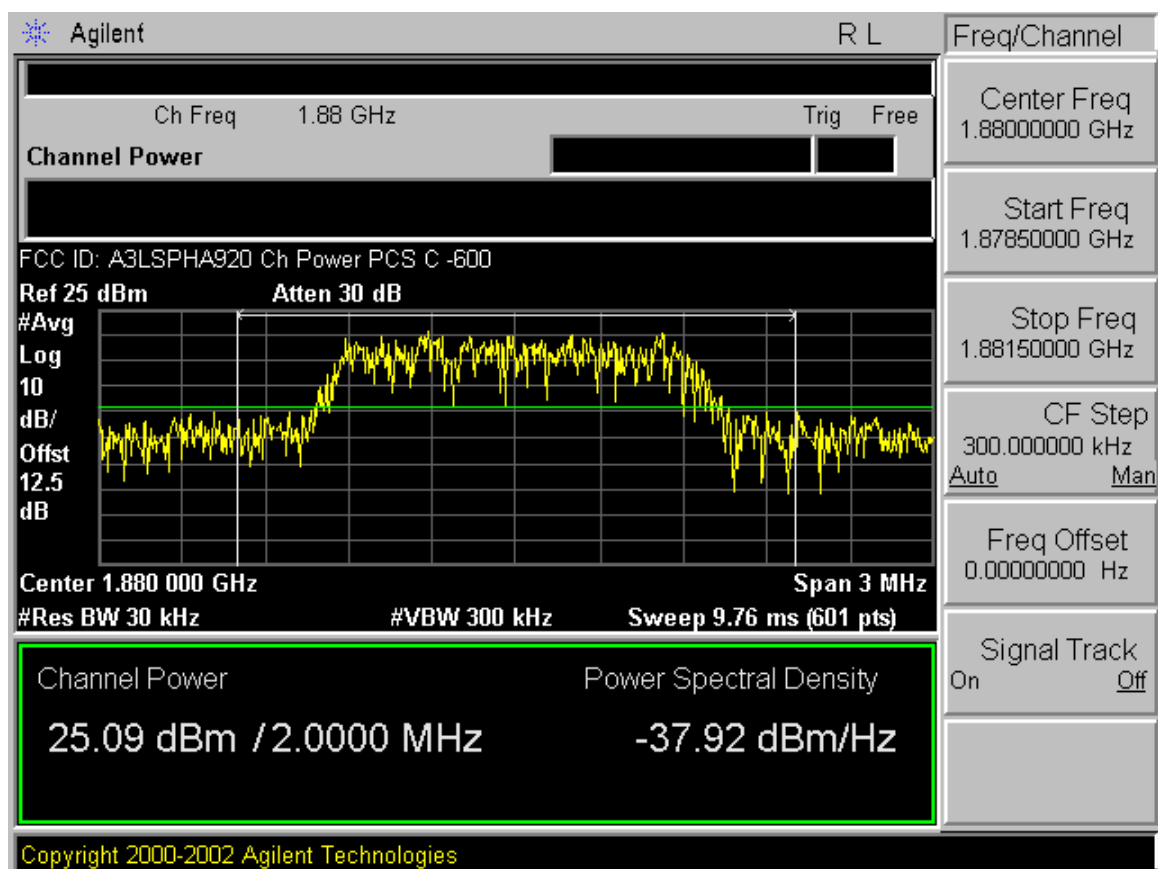 Agilent R L
Freq/Channel
Ch Freq 1.88 GHz Trig Free
Channel Power
FCC ID: A3LSPHA920 Ch Power PCS C -600
Ref 25 dBm Atten 30 dB
#Avg
Log
10
dB/
Offst
12.5
dB
Center 1.880 000 GHz Span 3 MHz
#Res BW 30 kHz #VBW 300 kHz Sweep 9.76 ms (601 pts)
Channel Power Power Spectral Density
25.09 dBm / 2.0000 MHz -37.92 dBm/Hz
Copyright 2000-2002 Agilent Technologies
Center Freq
1.88000000 GHz
Start Freq
1.87850000 GHz
Stop Freq
1.88150000 GHz
CF Step
300.000000 kHz
Auto Man
Freq Offset
0.00000000 Hz
Signal Track
On Off